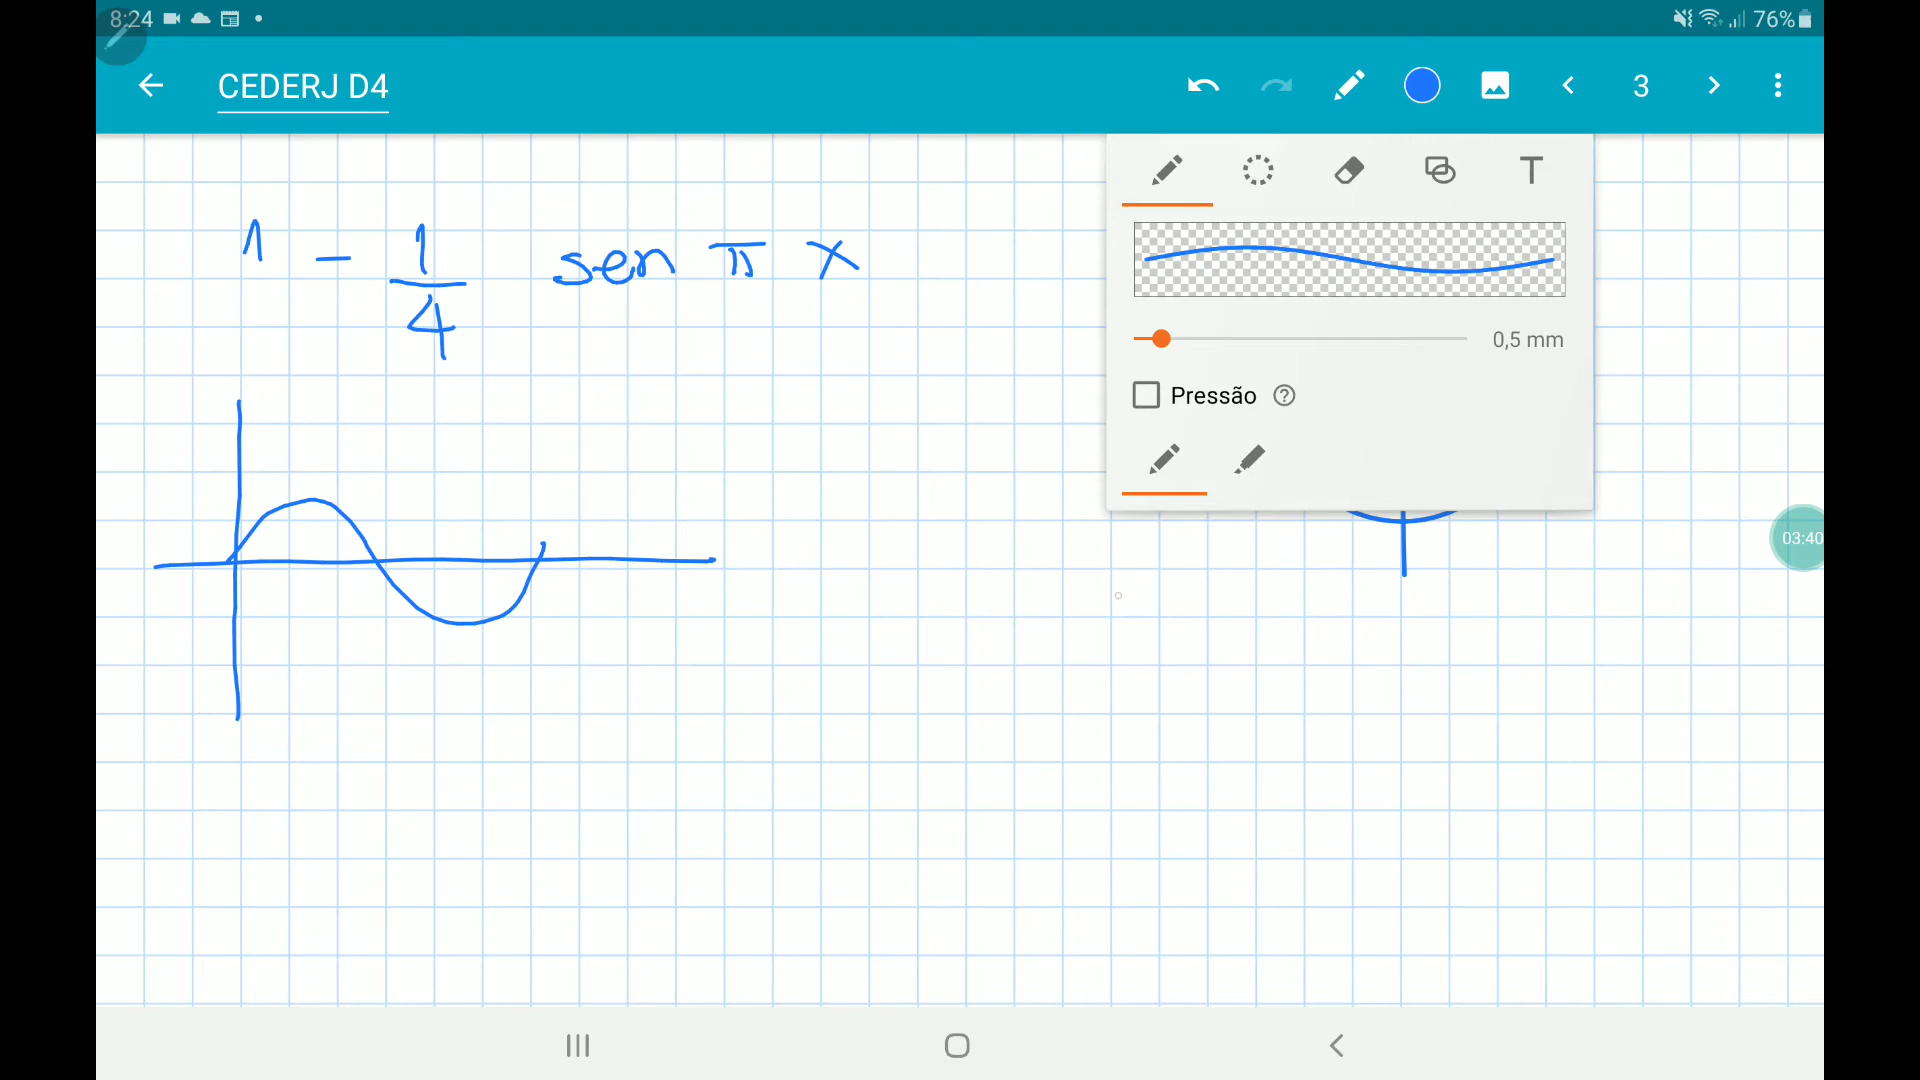 8:24 76%
CEDERJ D4 3
T
0,5 mm
Pressão ?
03:40
1 - 1/4 sen π x